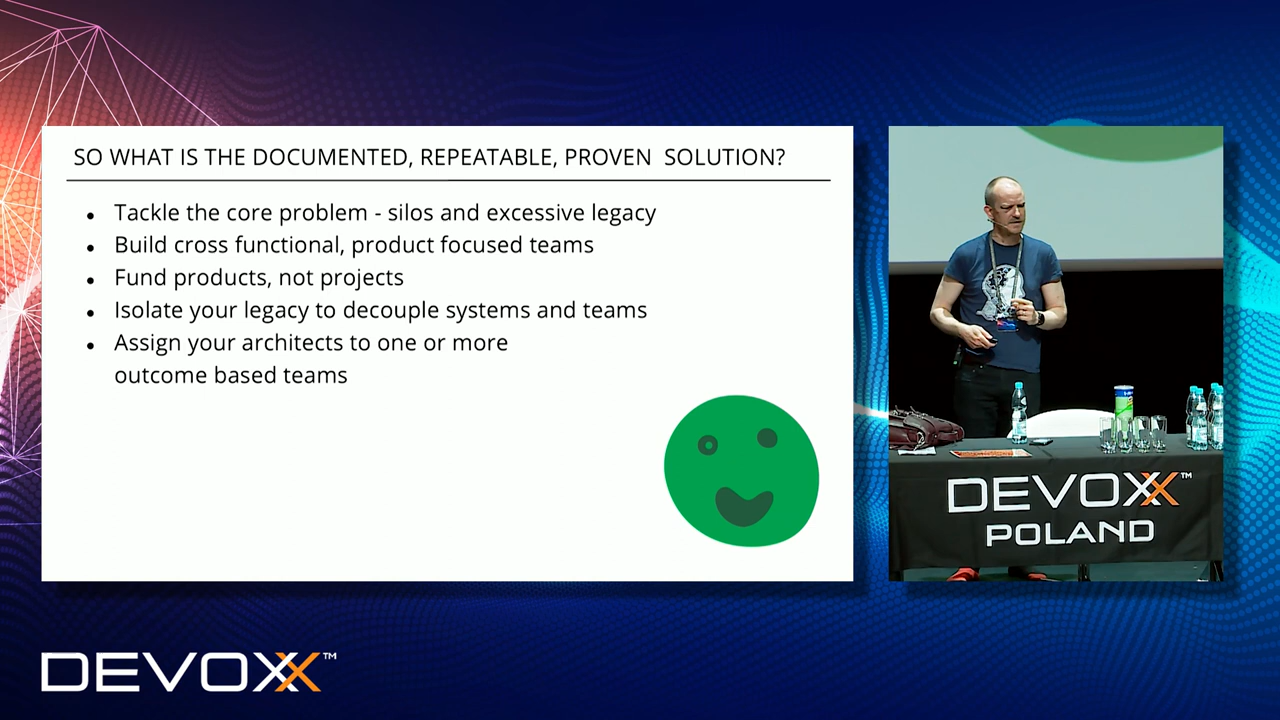 SO WHAT IS THE DOCUMENTED, REPEATABLE, PROVEN SOLUTION?
• Tackle the core problem - silos and excessive legacy
• Build cross functional, product focused teams
• Fund products, not projects
• Isolate your legacy to decouple systems and teams
• Assign your architects to one or more
outcome based teams
DEVOXX™
POLAND
DEVOXX™